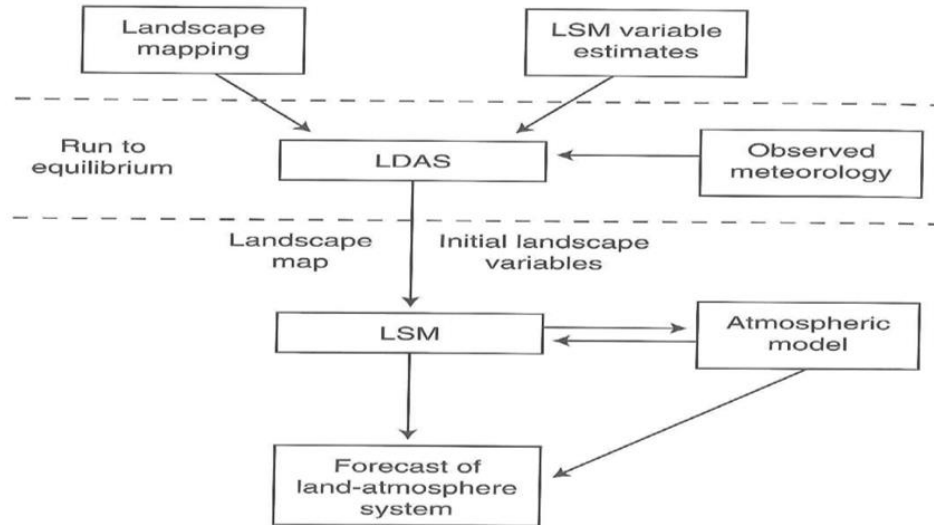 Landscape
mapping
LSM variable
estimates
Run to
equilibrium
LDAS
Observed
meteorology
Landscape
map
Initial landscape
variables
LSM
Atmospheric
model
Forecast of
land-atmosphere
system